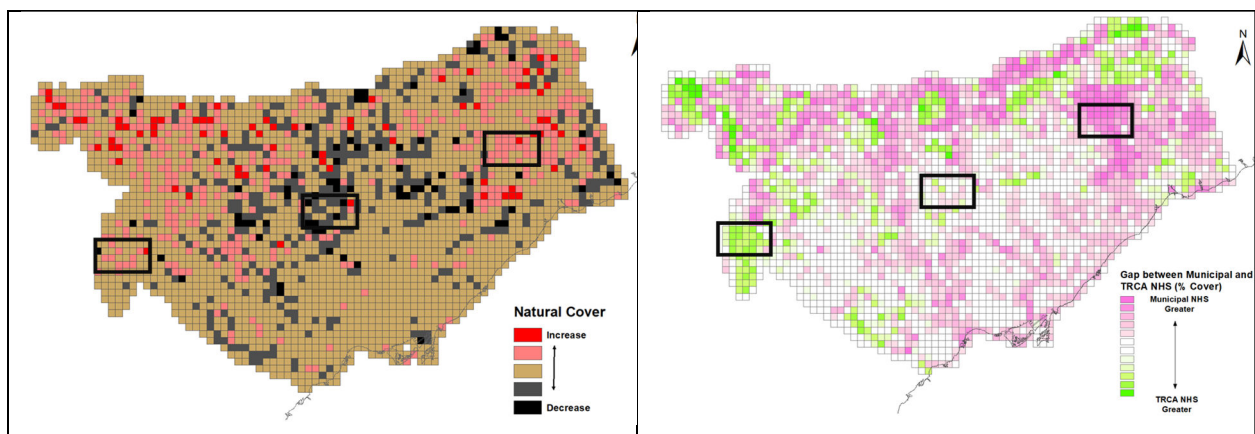 Natural Cover
Increase
Decrease
N
Gap between Municipal and
TRCA NHS (% Cover)
Municipal NHS
Greater
TRCA NHS
Greater